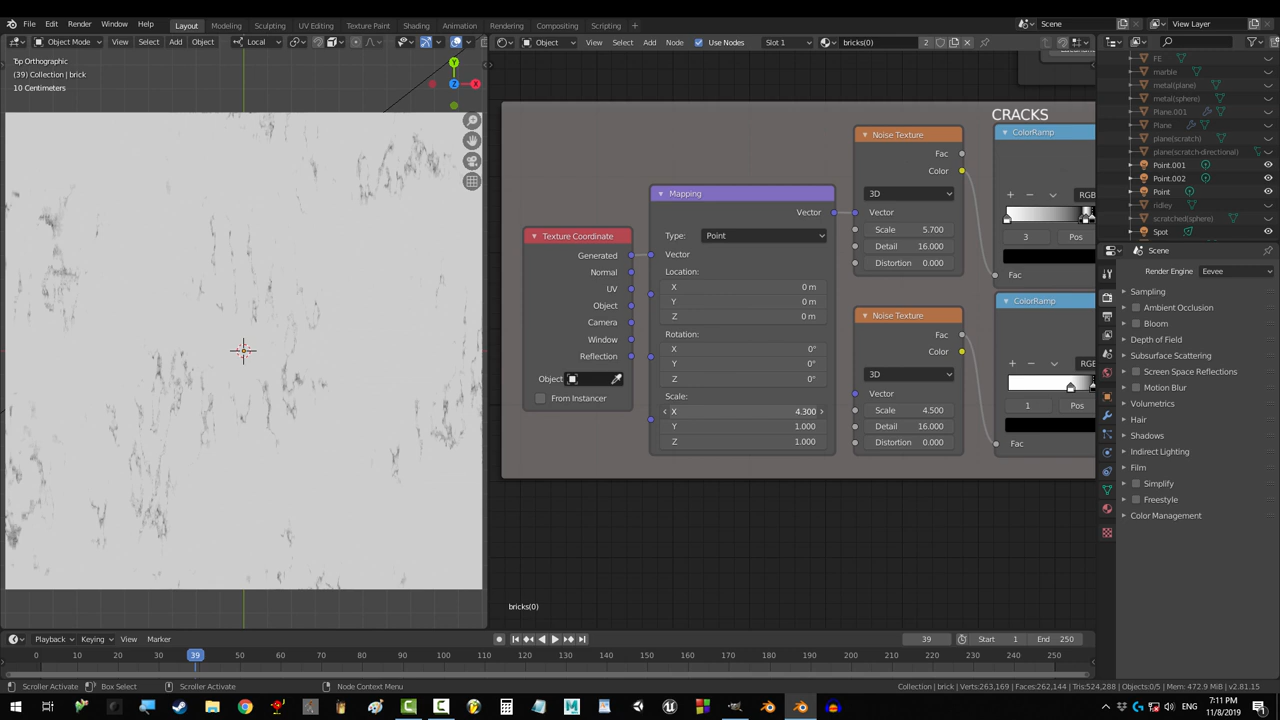 File Edit Render Window Help Layout Modeling Sculpting UV Editing Texture Paint Shading Animation Rendering Compositing Scripting + Scene View Layer
Object Mode View Select Add Object Local Object View Select Add Node Use Nodes Slot 1 bricks(0) 2
Top Orthographic
(39) Collection | brick
10 Centimeters
Y
X
Z
FE
marble
metal(plane)
metal(sphere)
Plane.001
Plane
plane(scratch)
plane(scratch-directional)
Point.001
Point.002
Point
ridley
scratched(sphere)
Spot
CRACKS
Texture Coordinate
Generated
Normal
UV
Object
Camera
Window
Reflection
Object
From Instancer
Mapping
Vector
Type: Point
Vector
Location:
X 0 m
Y 0 m
Z 0 m
Rotation:
X 0°
Y 0°
Z 0°
Scale:
X 4.300
Y 1.000
Z 1.000
Noise Texture
Fac
Color
3D
Vector
Scale 5.700
Detail 16.000
Distortion 0.000
Noise Texture
Fac
Color
3D
Vector
Scale 4.500
Detail 16.000
Distortion 0.000
ColorRamp
RGB
3 Pos
Fac
ColorRamp
RGB
1 Pos
Fac
bricks(0)
Scene
Render Engine Eevee
Sampling
Ambient Occlusion
Bloom
Depth of Field
Subsurface Scattering
Screen Space Reflections
Motion Blur
Volumetrics
Hair
Shadows
Indirect Lighting
Film
Simplify
Freestyle
Color Management
Playback Keying View Marker 39 Start 1 End 250
0 10 20 30 39 50 60 70 80 90 100 110 120 130 140 150 160 170 180 190 200 210 220 230 240 250
Scroller Activate Box Select Scroller Activate Node Context Menu Collection | brick | Verts:263,169 | Faces:262,144 | Tris:524,288 | Objects:0/5 | Mem: 472.9 MiB | v2.81.15
ENG 7:11 PM 11/8/2019